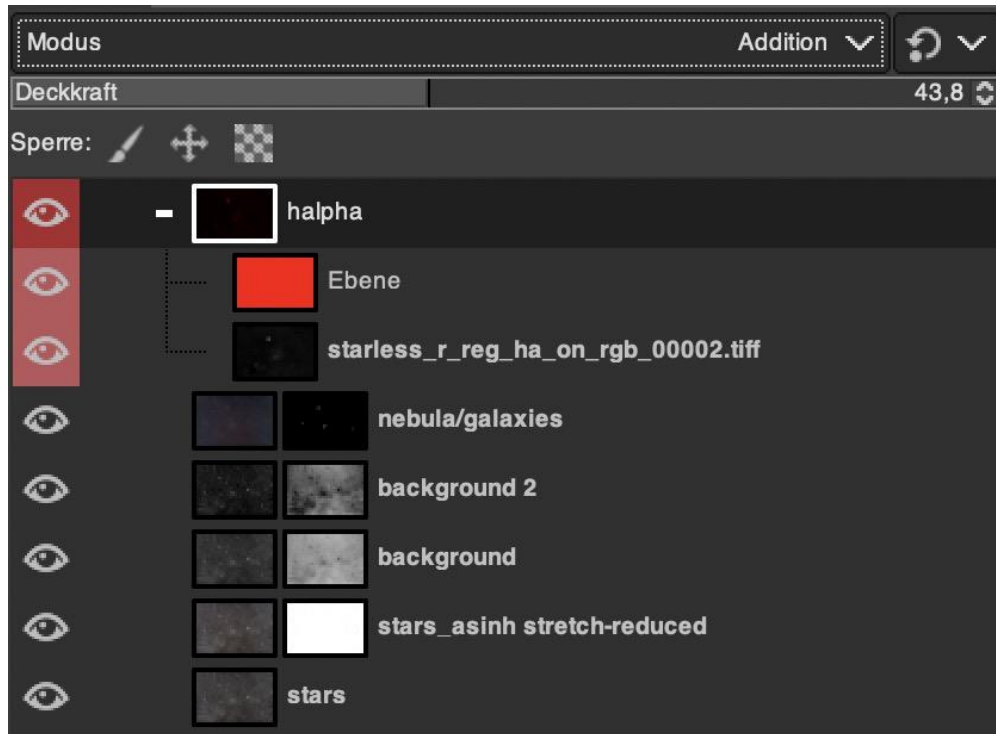 Modus Addition
Deckkraft 43,8
Sperre:
halpha
Ebene
starless_r_reg_ha_on_rgb_00002.tiff
nebula/galaxies
background 2
background
stars_asinh stretch-reduced
stars